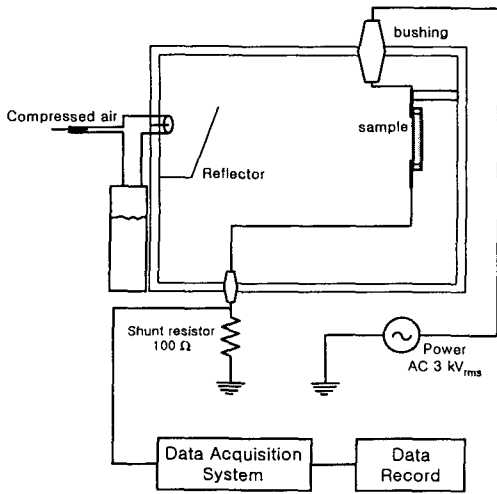 bushing
Compressed air
sample
Reflector
Shunt resistor
100 Ω
Power
AC 3 kVrms
Data Acquisition
System
Data
Record